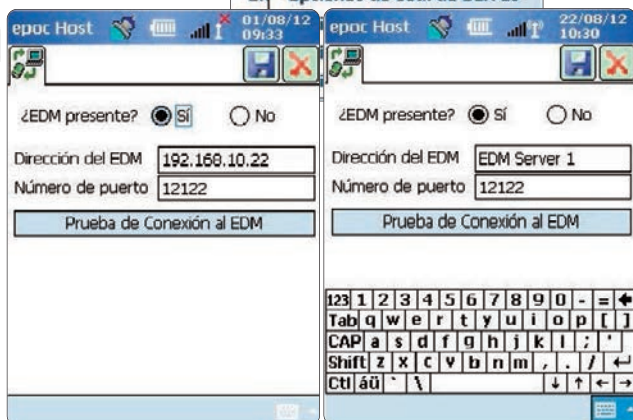 epoc Host 01/08/12
09:33
¿EDM presente? Sí No
Dirección del EDM 192.168.10.22
Número de puerto 12122
Prueba de Conexión al EDM
epoc Host 22/08/12
10:30
¿EDM presente? Sí No
Dirección del EDM EDM Server 1
Número de puerto 12122
Prueba de Conexión al EDM
123 1 2 3 4 5 6 7 8 9 0 - =
Tab q w e r t y u i o p [ ]
CAP a s d f g h j k l ; '
Shift z x c v b n m , . /
Ctl áü ` \